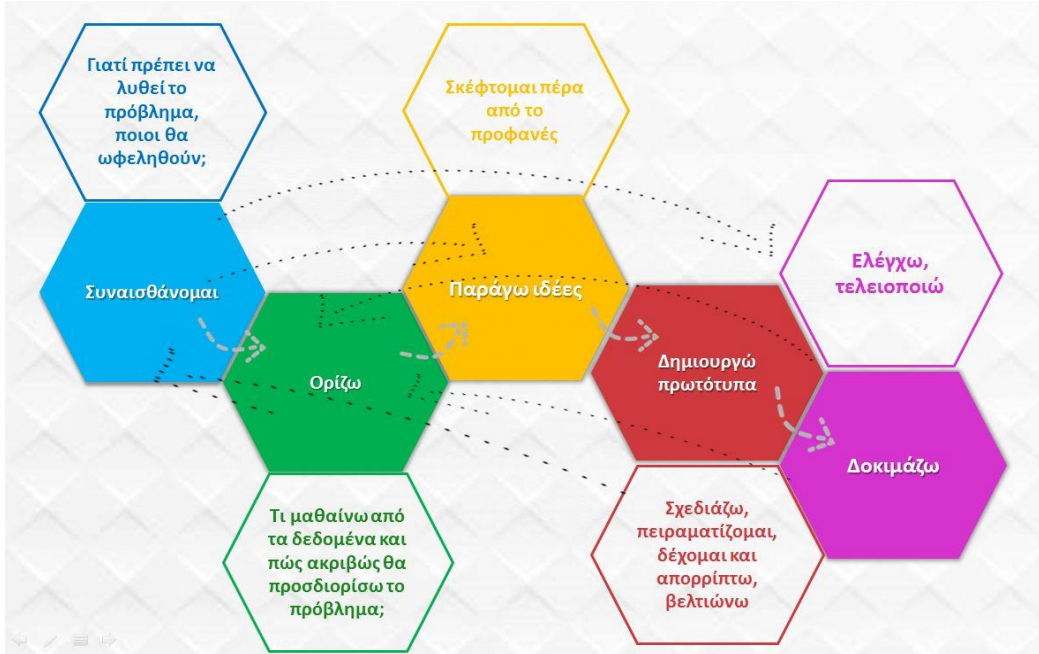 Γιατί πρέπει να
λυθεί το
πρόβλημα,
ποιοι θα
ωφεληθούν;
Συναισθάνομαι
Τι μαθαίνω από
τα δεδομένα και
πώς ακριβώς θα
προσδιορίσω το
πρόβλημα;
Ορίζω
Σκέφτομαι πέρα
από το
προφανές
Παράγω ιδέες
Δημιουργώ
πρωτότυπα
Σχεδιάζω,
πειραματίζομαι,
δέχομαι και
απορρίπτω,
βελτιώνω
Ελέγχω,
τελειοποιώ
Δοκιμάζω